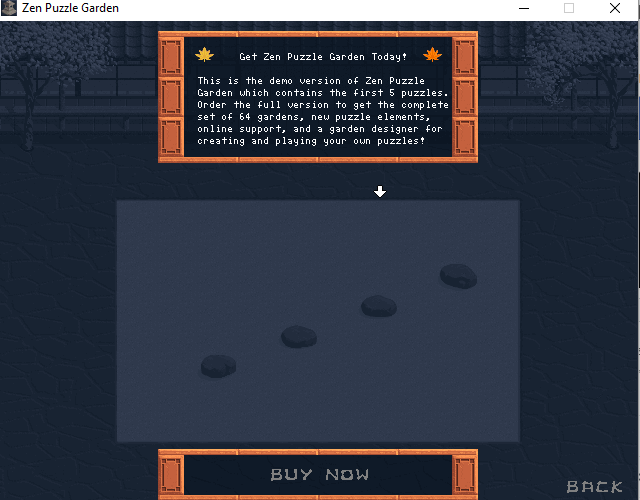 Zen Puzzle Garden
Get Zen Puzzle Garden Today!
This is the demo version of Zen Puzzle
Garden which contains the first 5 puzzles.
Order the full version to get the complete
set of 64 gardens, new puzzle elements,
online support, and a garden designer for
creating and playing your own puzzles!
BUY NOW
BACK